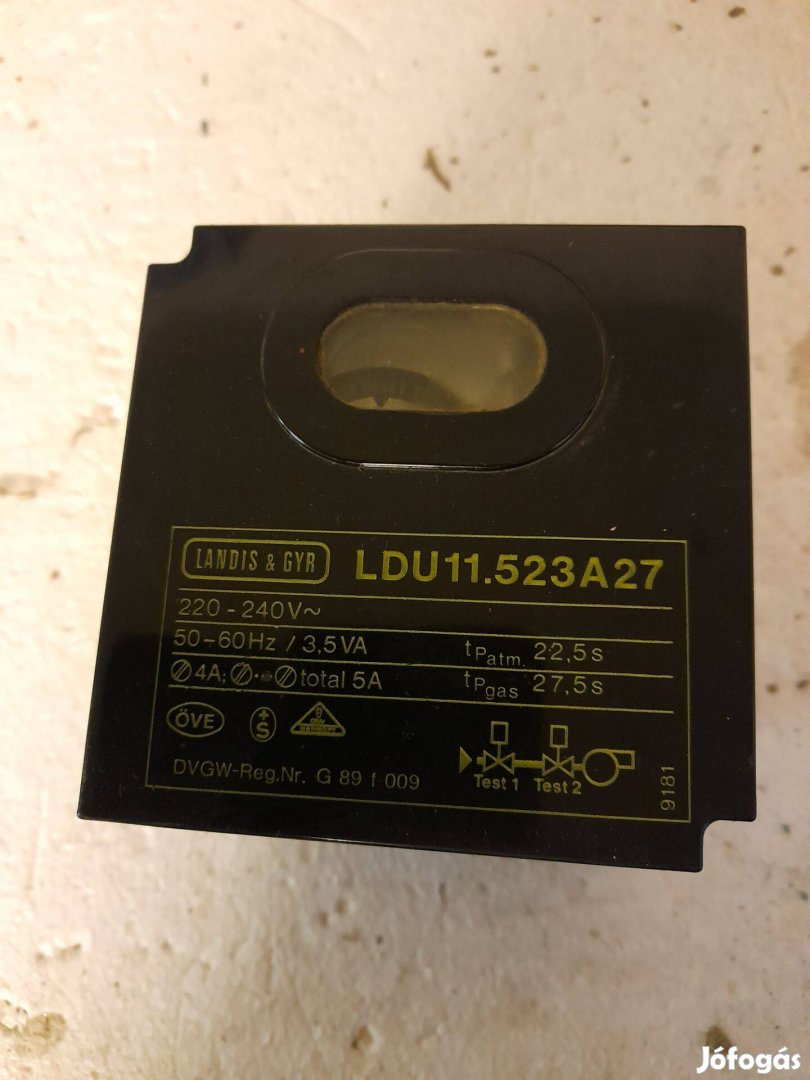 LANDIS & GYR LDU11.523A27
220-240V~
50-60Hz / 3,5VA tPatm. 22,5s
4A; total 5A tPgas 27,5s
ÖVE +S
DVGW-Reg.Nr. G 89 f 009
Test 1 Test 2
9181
Jófogás